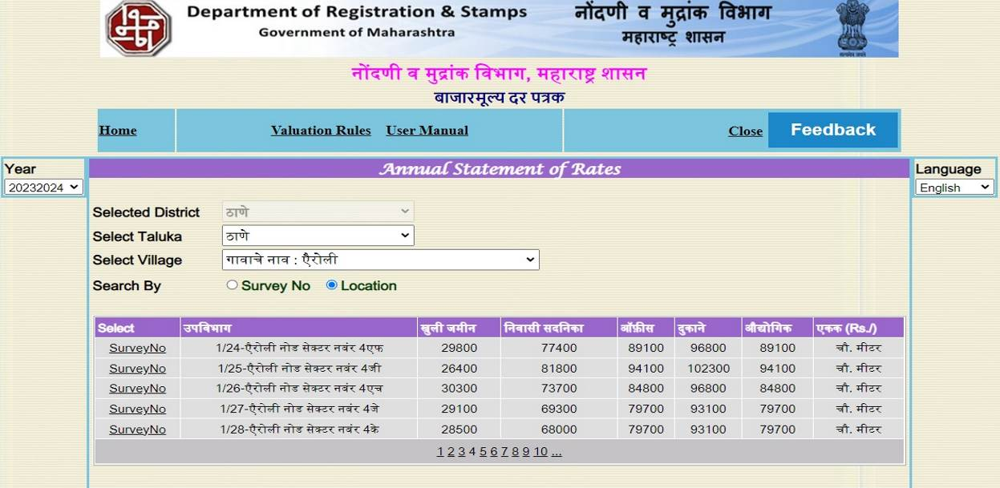 Department of Registration & Stamps
Government of Maharashtra
नोंदणी व मुद्रांक विभाग
महाराष्ट्र शासन
नोंदणी व मुद्रांक विभाग, महाराष्ट्र शासन
बाजारमूल्य दर पत्रक
Home Valuation Rules User Manual Close Feedback
Year Annual Statement of Rates Language
20232024 English
Selected District ठाणे
Select Taluka ठाणे
Select Village गावाचे नाव : ऐरोली
Search By Survey No Location
Select उपविभाग खुली जमीन निवासी सदनिका ऑफ़ीस दुकाने औद्योगिक एकक (Rs./)
SurveyNo 1/24-ऐरोली नोड सेक्टर नबंर 4एफ 29800 77400 89100 96800 89100 चौ. मीटर
SurveyNo 1/25-ऐरोली नोड सेक्टर नबंर 4जी 26400 81800 94100 102300 94100 चौ. मीटर
SurveyNo 1/26-ऐरोली नोड सेक्टर नबंर 4एच 30300 73700 84800 96800 84800 चौ. मीटर
SurveyNo 1/27-ऐरोली नोड सेक्टर नबंर 4जे 29100 69300 79700 93100 79700 चौ. मीटर
SurveyNo 1/28-ऐरोली नोड सेक्टर नबंर 4के 28500 68000 79700 93100 79700 चौ. मीटर
1 2 3 4 5 6 7 8 9 10 ...